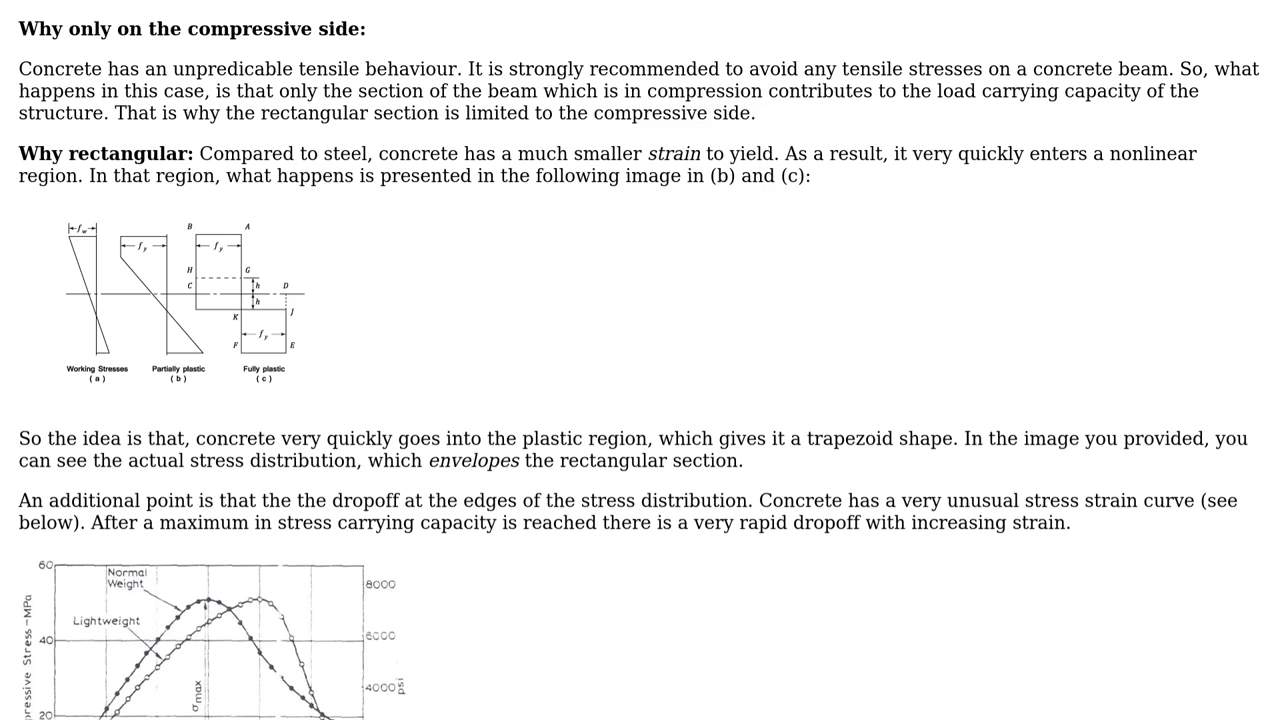 Why only on the compressive side:
Concrete has an unpredicable tensile behaviour. It is strongly recommended to avoid any tensile stresses on a concrete beam. So, what
happens in this case, is that only the section of the beam which is in compression contributes to the load carrying capacity of the
structure. That is why the rectangular section is limited to the compressive side.
Why rectangular: Compared to steel, concrete has a much smaller strain to yield. As a result, it very quickly enters a nonlinear
region. In that region, what happens is presented in the following image in (b) and (c):
f_w
B A
f_y f_y
H G
C h D
h
K J
f_y
F E
Working Stresses Partially plastic Fully plastic
(a) (b) (c)
So the idea is that, concrete very quickly goes into the plastic region, which gives it a trapezoid shape. In the image you provided, you
can see the actual stress distribution, which envelopes the rectangular section.
An additional point is that the the dropoff at the edges of the stress distribution. Concrete has a very unusual stress strain curve (see
below). After a maximum in stress carrying capacity is reached there is a very rapid dropoff with increasing strain.
60
Normal
Weight
8000
Lightweight
40
6000
σmax
4000
psi
20
pressive Stress – MPa